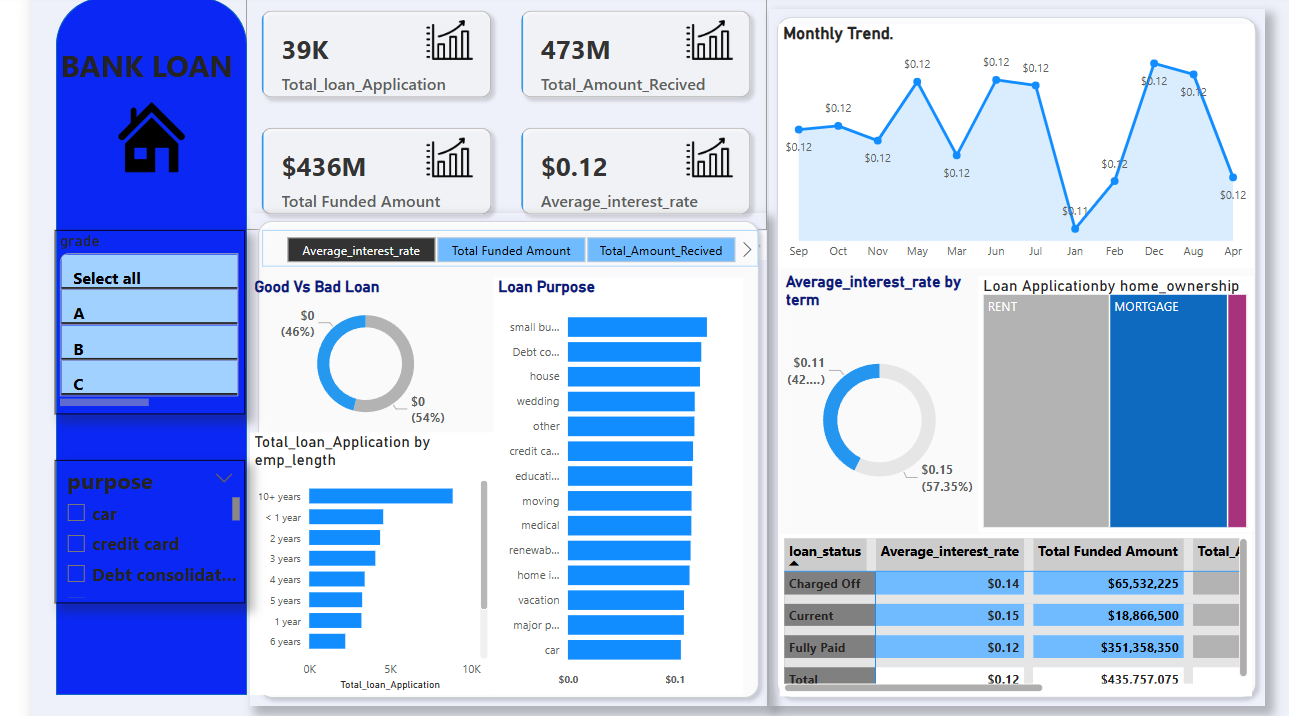 BANK LOAN
grade
Select all
A
B
C
purpose
car
credit card
Debt consolidat...
39K
Total_loan_Application
473M
Total_Amount_Recived
$436M
Total Funded Amount
$0.12
Average_interest_rate
Average_interest_rate
Total Funded Amount
Total_Amount_Recived
Good Vs Bad Loan
$0
(46%)
$0
(54%)
Total_loan_Application by
emp_length
10+ years
< 1 year
2 years
3 years
4 years
5 years
1 year
6 years
0K 5K 10K
Total_loan_Application
Loan Purpose
small bu...
Debt co...
house
wedding
other
credit ca...
educati...
moving
medical
renewab...
home i...
vacation
major p...
car
$0.0 $0.1
Monthly Trend.
$0.12 $0.12 $0.12 $0.12 $0.12 $0.12 $0.12 $0.11 $0.12 $0.12 $0.12 $0.12
Sep Oct Nov May Mar Jun Jul Jan Feb Dec Aug Apr
Average_interest_rate by
term
$0.11
(42....)
$0.15
(57.35%)
Loan Applicationby home_ownership
RENT
MORTGAGE
loan_status Average_interest_rate Total Funded Amount Total_A
Charged Off $0.14 $65,532,225
Current $0.15 $18,866,500
Fully Paid $0.12 $351,358,350
Total $0.12 $435,757,075